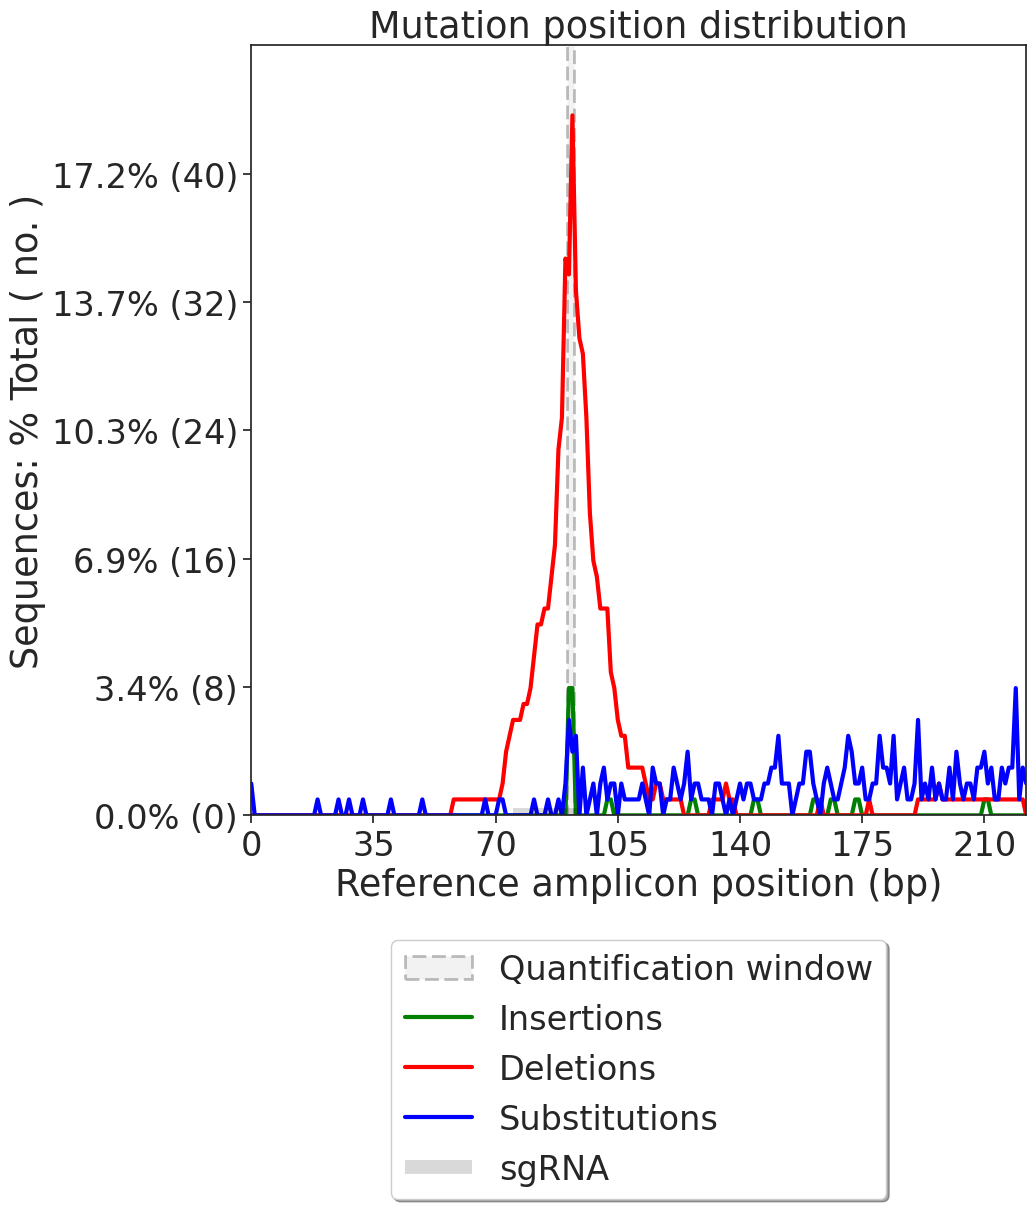 Mutation position distribution
Sequences: % Total ( no. )
17.2% (40)
13.7% (32)
10.3% (24)
6.9% (16)
3.4% (8)
0.0% (0)
0 35 70 105 140 175 210
Reference amplicon position (bp)
Quantification window
Insertions
Deletions
Substitutions
sgRNA